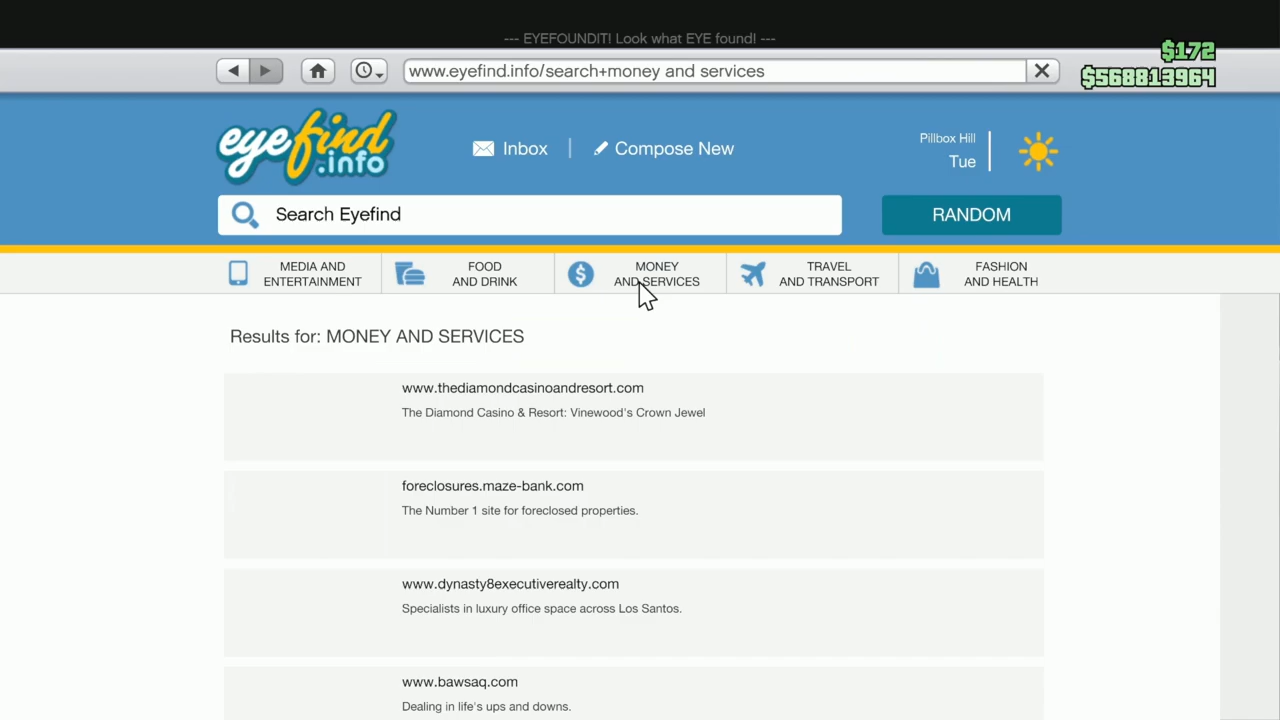 --- EYEFOUNDIT! Look what EYE found! ---
$172
www.eyefind.info/search+money and services
$568813964
eyefind
.info
Inbox
Compose New
Pillbox Hill
Tue
Search Eyefind
RANDOM
MEDIA AND
ENTERTAINMENT
FOOD
AND DRINK
MONEY
AND SERVICES
TRAVEL
AND TRANSPORT
FASHION
AND HEALTH
Results for: MONEY AND SERVICES
www.thediamondcasinoandresort.com
The Diamond Casino & Resort: Vinewood's Crown Jewel
foreclosures.maze-bank.com
The Number 1 site for foreclosed properties.
www.dynasty8executiverealty.com
Specialists in luxury office space across Los Santos.
www.bawsaq.com
Dealing in life's ups and downs.